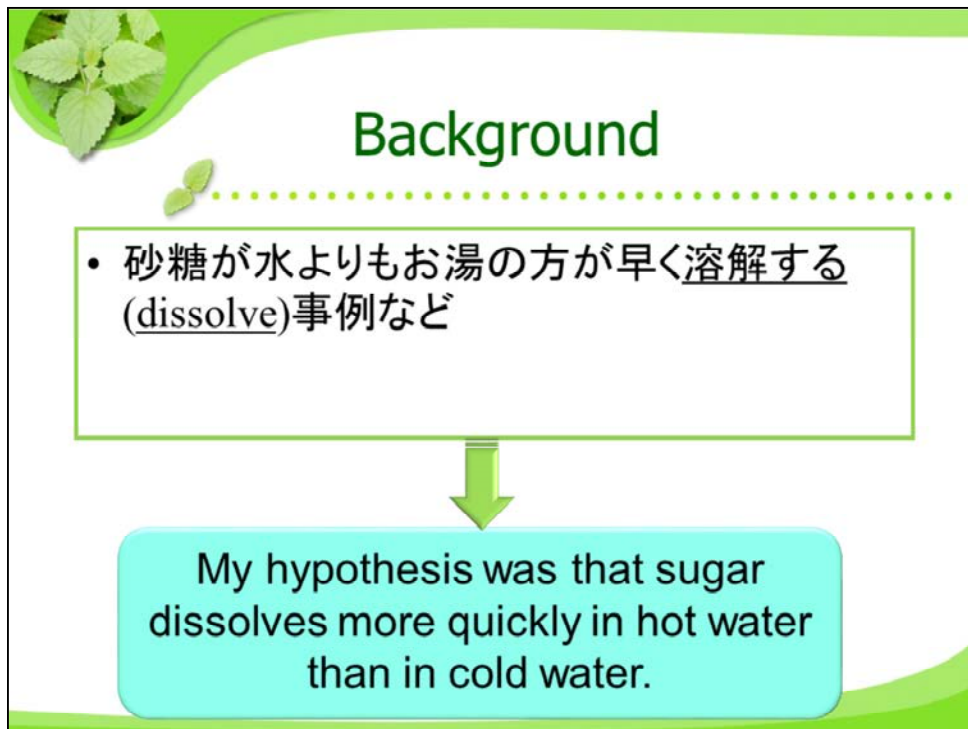 Background
• 砂糖が水よりもお湯の方が早く溶解する
(dissolve)事例など
My hypothesis was that sugar
dissolves more quickly in hot water
than in cold water.